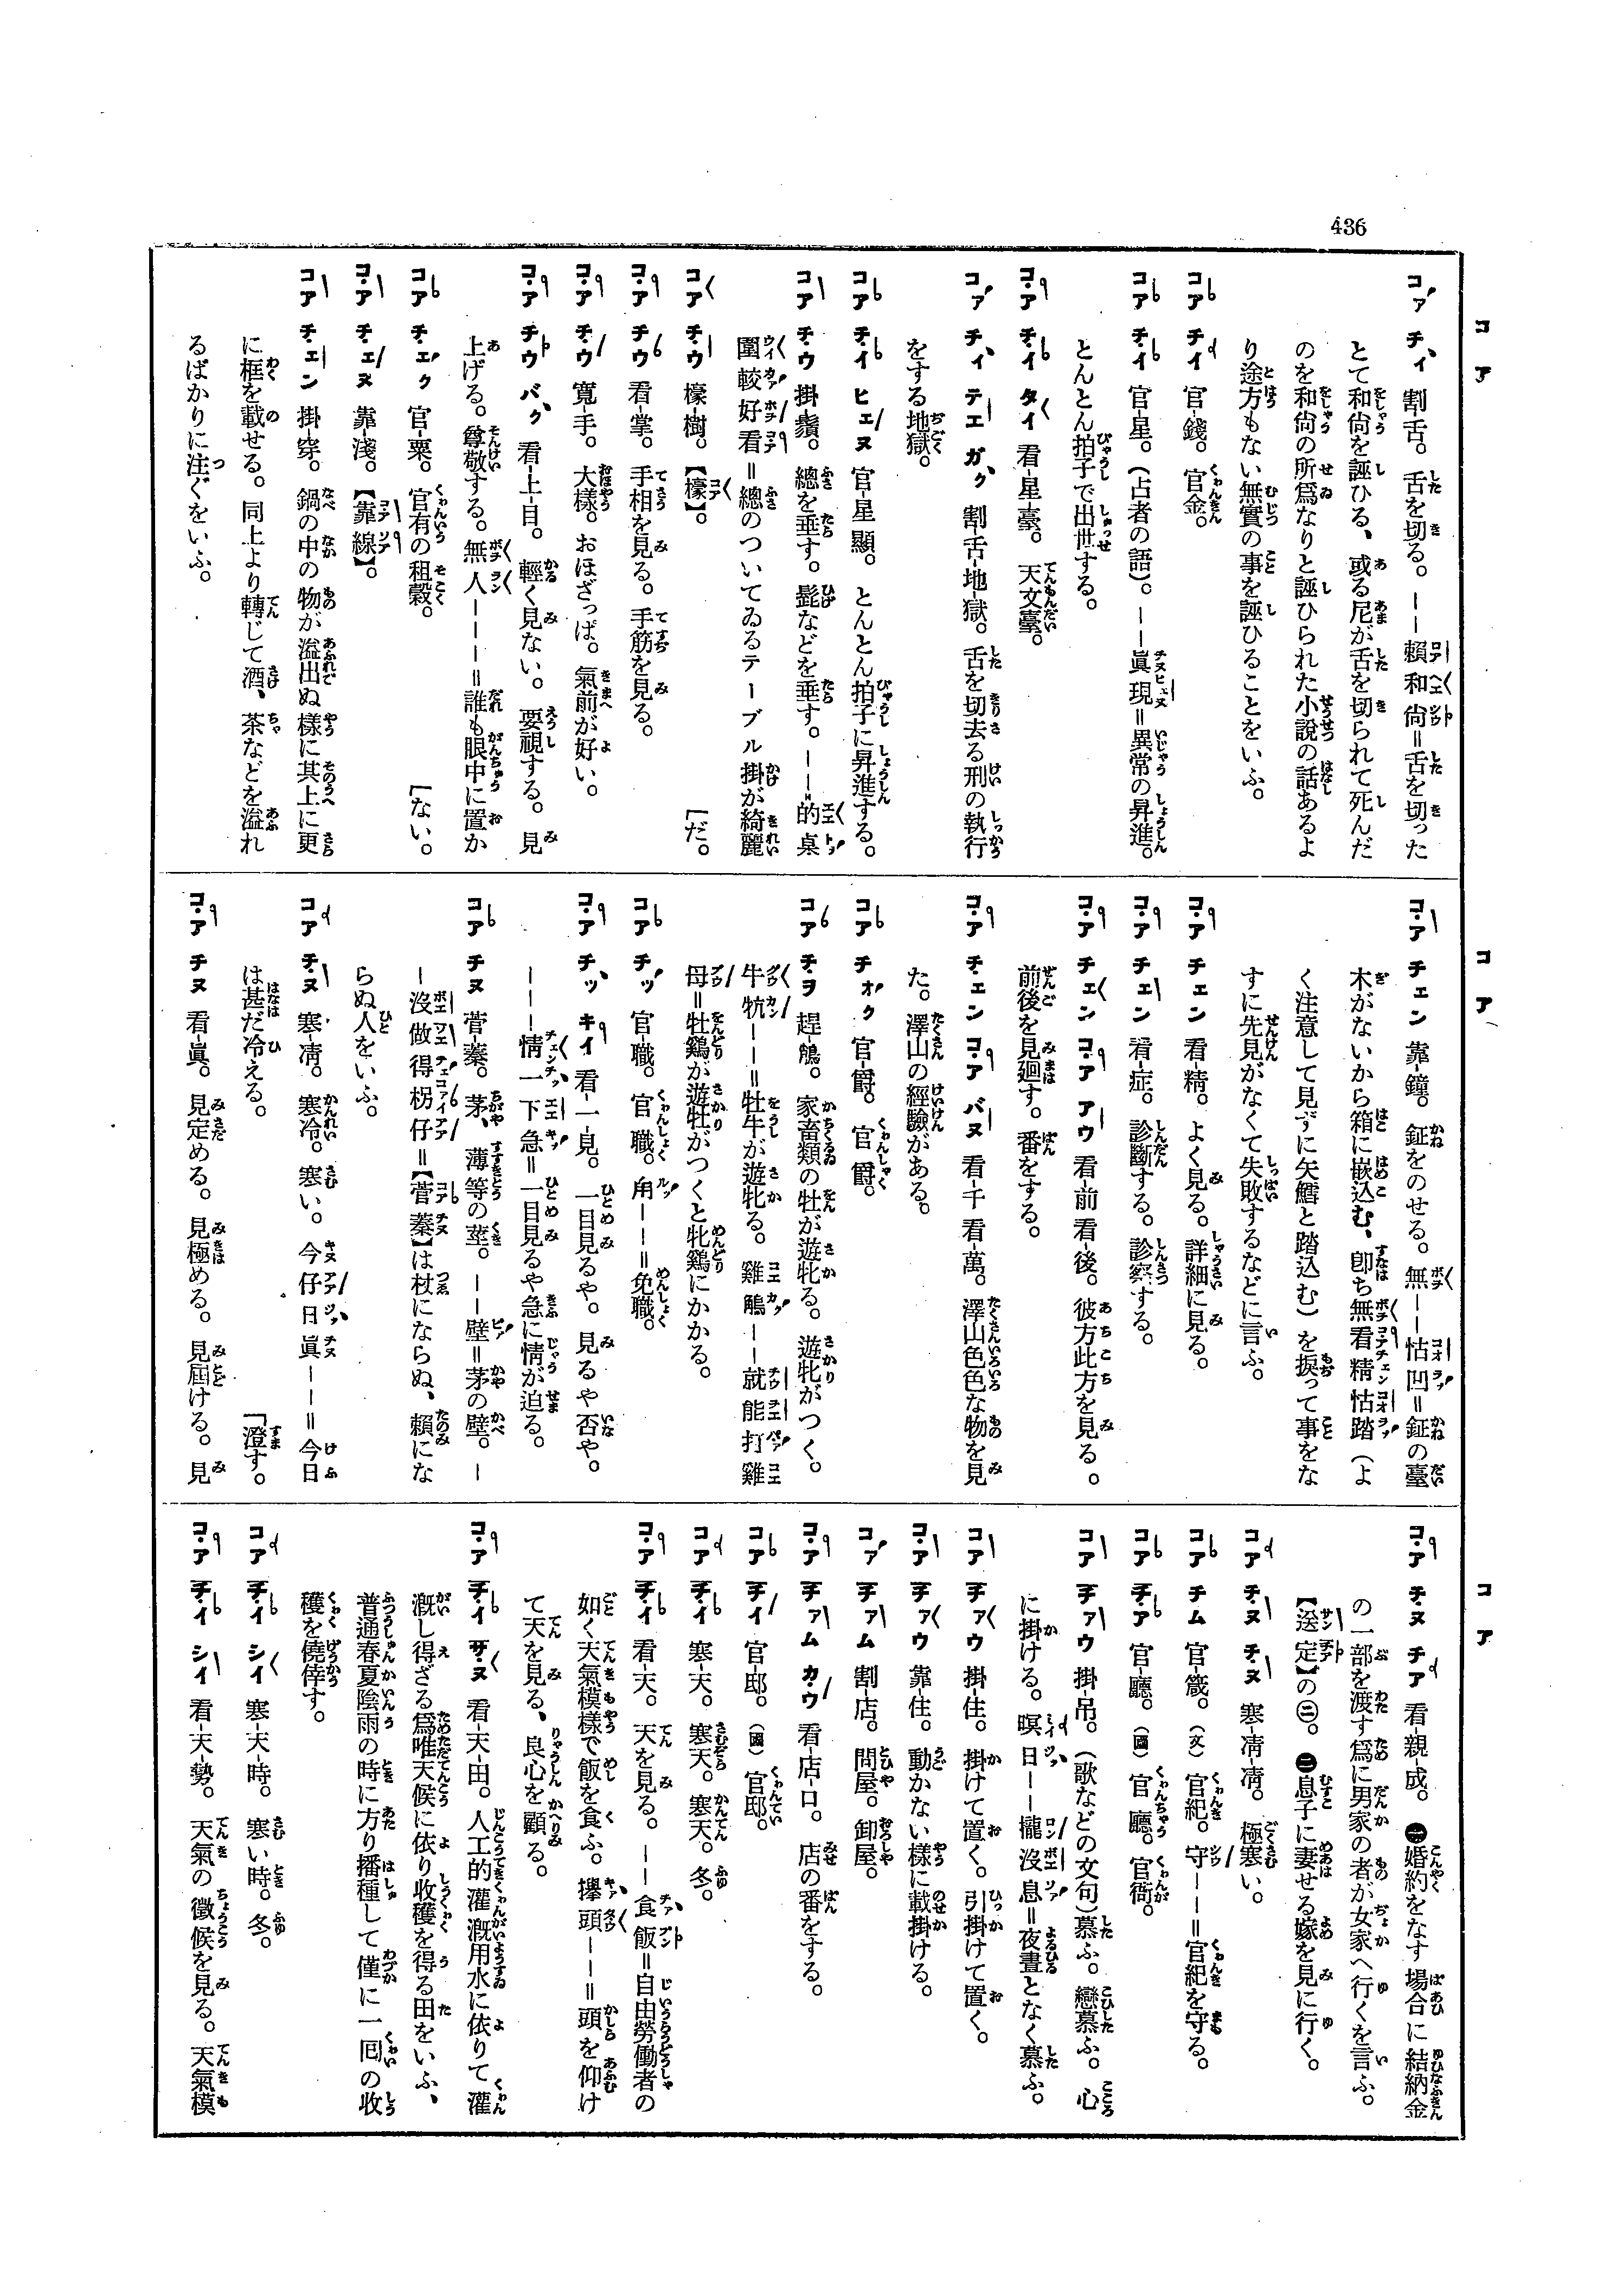 436
コア
コア チイ 割-舌。舌を切る。——賴和尙＝舌を切った
とて和尙を誣ひる、或る尼が舌を切られて死んだ
のを和尙の所爲なりと誣ひられた小說の話あるよ
り途方もない無實の事を誣ひることをいふ。
コア チイ 官-錢。官金。
コア チイ 官-星。（占者の語）。——眞現＝異常の昇進。
とんとん拍子で出世する。
コア チイ タイ 看-星-臺。天文臺。
コア チイ テエ ガク 割-舌-地-獄。舌を切去る刑の執行
をする地獄。
コア チイ ヒエヌ 官-星 顯。とんとん拍子に昇進する。
コア チウ 掛-鬚。總を垂す。髭などを垂す。——的桌
圍較好看＝總のついてゐるテーブル掛が綺麗
コア チウ 檺-樹。【檺】。［だ。
コア チウ 看-掌。手相を見る。手筋を見る。
コア チウ 寬-手。大樣。おほざっぱ。氣前が好い。
コア チウ バク 看-上-目。輕く見ない。要視する。見
上げる。尊敬する。無人———＝誰も眼中に置か
コア チエク 官-粟。官有の租穀。［ない。
コア チエヌ 靠-淺。【靠線】。
コア チエン 掛-穿。鍋の中の物が溢出ぬ樣に其上に更
に框を載せる。同上より轉じて酒、茶などを溢れ
るばかりに注ぐをいふ。
コア
コア チエン 靠-鐘。鉦をのせる。無——怙凹＝鉦の臺
木がないから箱に嵌込む、卽ち無看精怙踏（よ
く注意して見ずに矢鱈と踏込む）を捩って事をな
すに先見がなくて失敗するなどに言ふ。
コア チエン 看-精。よく見る。詳細に見る。
コア チエン 看-症。診斷する。診察する。
コア チエン コア アウ 看-前 看-後。彼方此方を見る。
前後を見廻す。番をする。
コア チエン コア バヌ 看-千 看-萬。澤山色色な物を見
た。澤山の經驗がある。
コア チオク 官-爵。官爵。
コア チヲ 趕-鵤。家畜類の牡が遊牝る。遊牝がつく。
牛牨——＝牡牛が遊牝る。雞鵤——就能打雞
母＝牡鷄が遊牡がつくと牝鷄にかかる。
コア チツ 官-職。官職。甪——＝免職。
コア チツ キイ 看-一-見。一目見るや。見るや否や。
———情一下急＝一目見るや急に情が迫る。
コア チヌ 菅-蓁。茅、薄等の莖。——壁＝茅の壁。—
—沒做得柺仔＝【菅蓁】は杖にならぬ、賴にな
らぬ人をいふ。
コア チヌ 寒-凊。寒冷。寒い。今仔日眞——＝今日
は甚だ冷える。［澄す。
コア チヌ 看-眞。見定める。見極める。見屆ける。見
コア
コア チヌ チア 看-親-成。㊀婚約をなす場合に結納金
の一部を渡す爲に男家の者が女家へ行くを言ふ。
【送定】の㊁。㊁息子に妻せる嫁を見に行く。
コア チヌ チヌ 寒-凊-凊。極寒い。
コア チム 官-箴。（文）官紀。守——＝官紀を守る。
コア チア 官-廳。（國）官廳。官衙。
コア チアウ 掛-吊。（歌などの文句）慕ふ。戀慕ふ。心
に掛ける。暝日——攏沒息＝夜晝となく慕ふ。
コア チアウ 掛-住。掛けて置く。引掛けて置く。
コア チアウ 靠-住。動かない樣に載掛ける。
コア チアム 割-店。問屋。卸屋。
コア チアム カウ 看-店-口。店の番をする。
コア チイ 官-邸。（國）官邸。
コア チイ 寒-天。寒天。寒天。冬。
コア チイ 看-天。天を見る。——食飯＝自由勞働者の
如く天氣模樣で飯を食ふ。攑頭——＝頭を仰け
て天を見る、良心を顧る。
コア チイ ザヌ 看-天-田。人工的灌漑用水に依りて灌
漑し得ざる爲唯天候に依り收穫を得る田をいふ、
普通春夏陰雨の時に方り播種して僅に一囘の收
穫を僥倖す。
コア チイ シイ 寒-天-時。寒い時。冬。
コア チイ シイ 看-天-勢。天氣の徵候を見る。天氣模